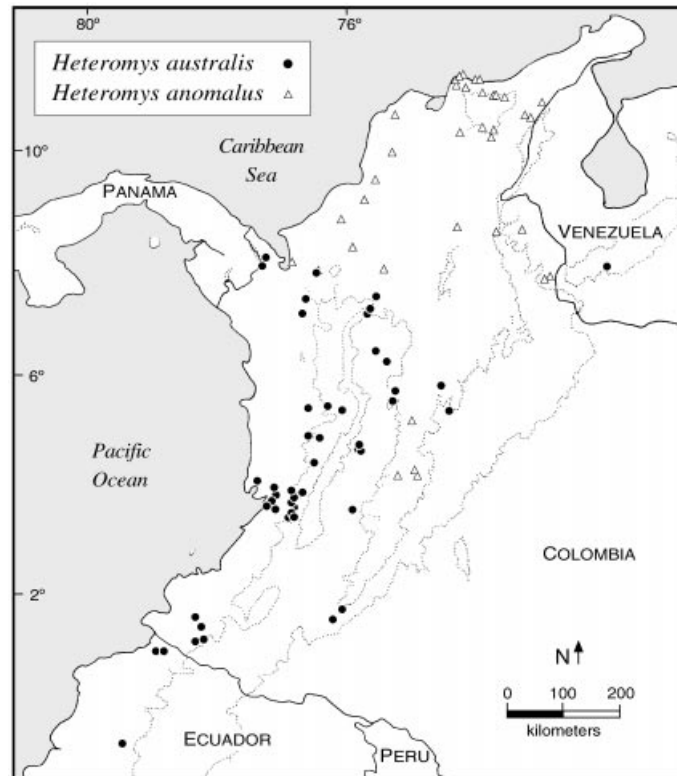 80°
76°
Heteromys australis
Heteromys anomalus
10°
Caribbean
Sea
PANAMA
VENEZUELA
6°
Pacific
Ocean
COLOMBIA
2°
N
0 100 200
kilometers
ECUADOR
PERU